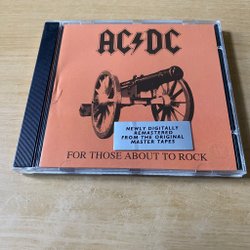 AC⚡DC
NEWLY DIGITALLY
REMASTERED
FROM THE ORIGINAL
MASTER TAPES
FOR THOSE ABOUT TO ROCK